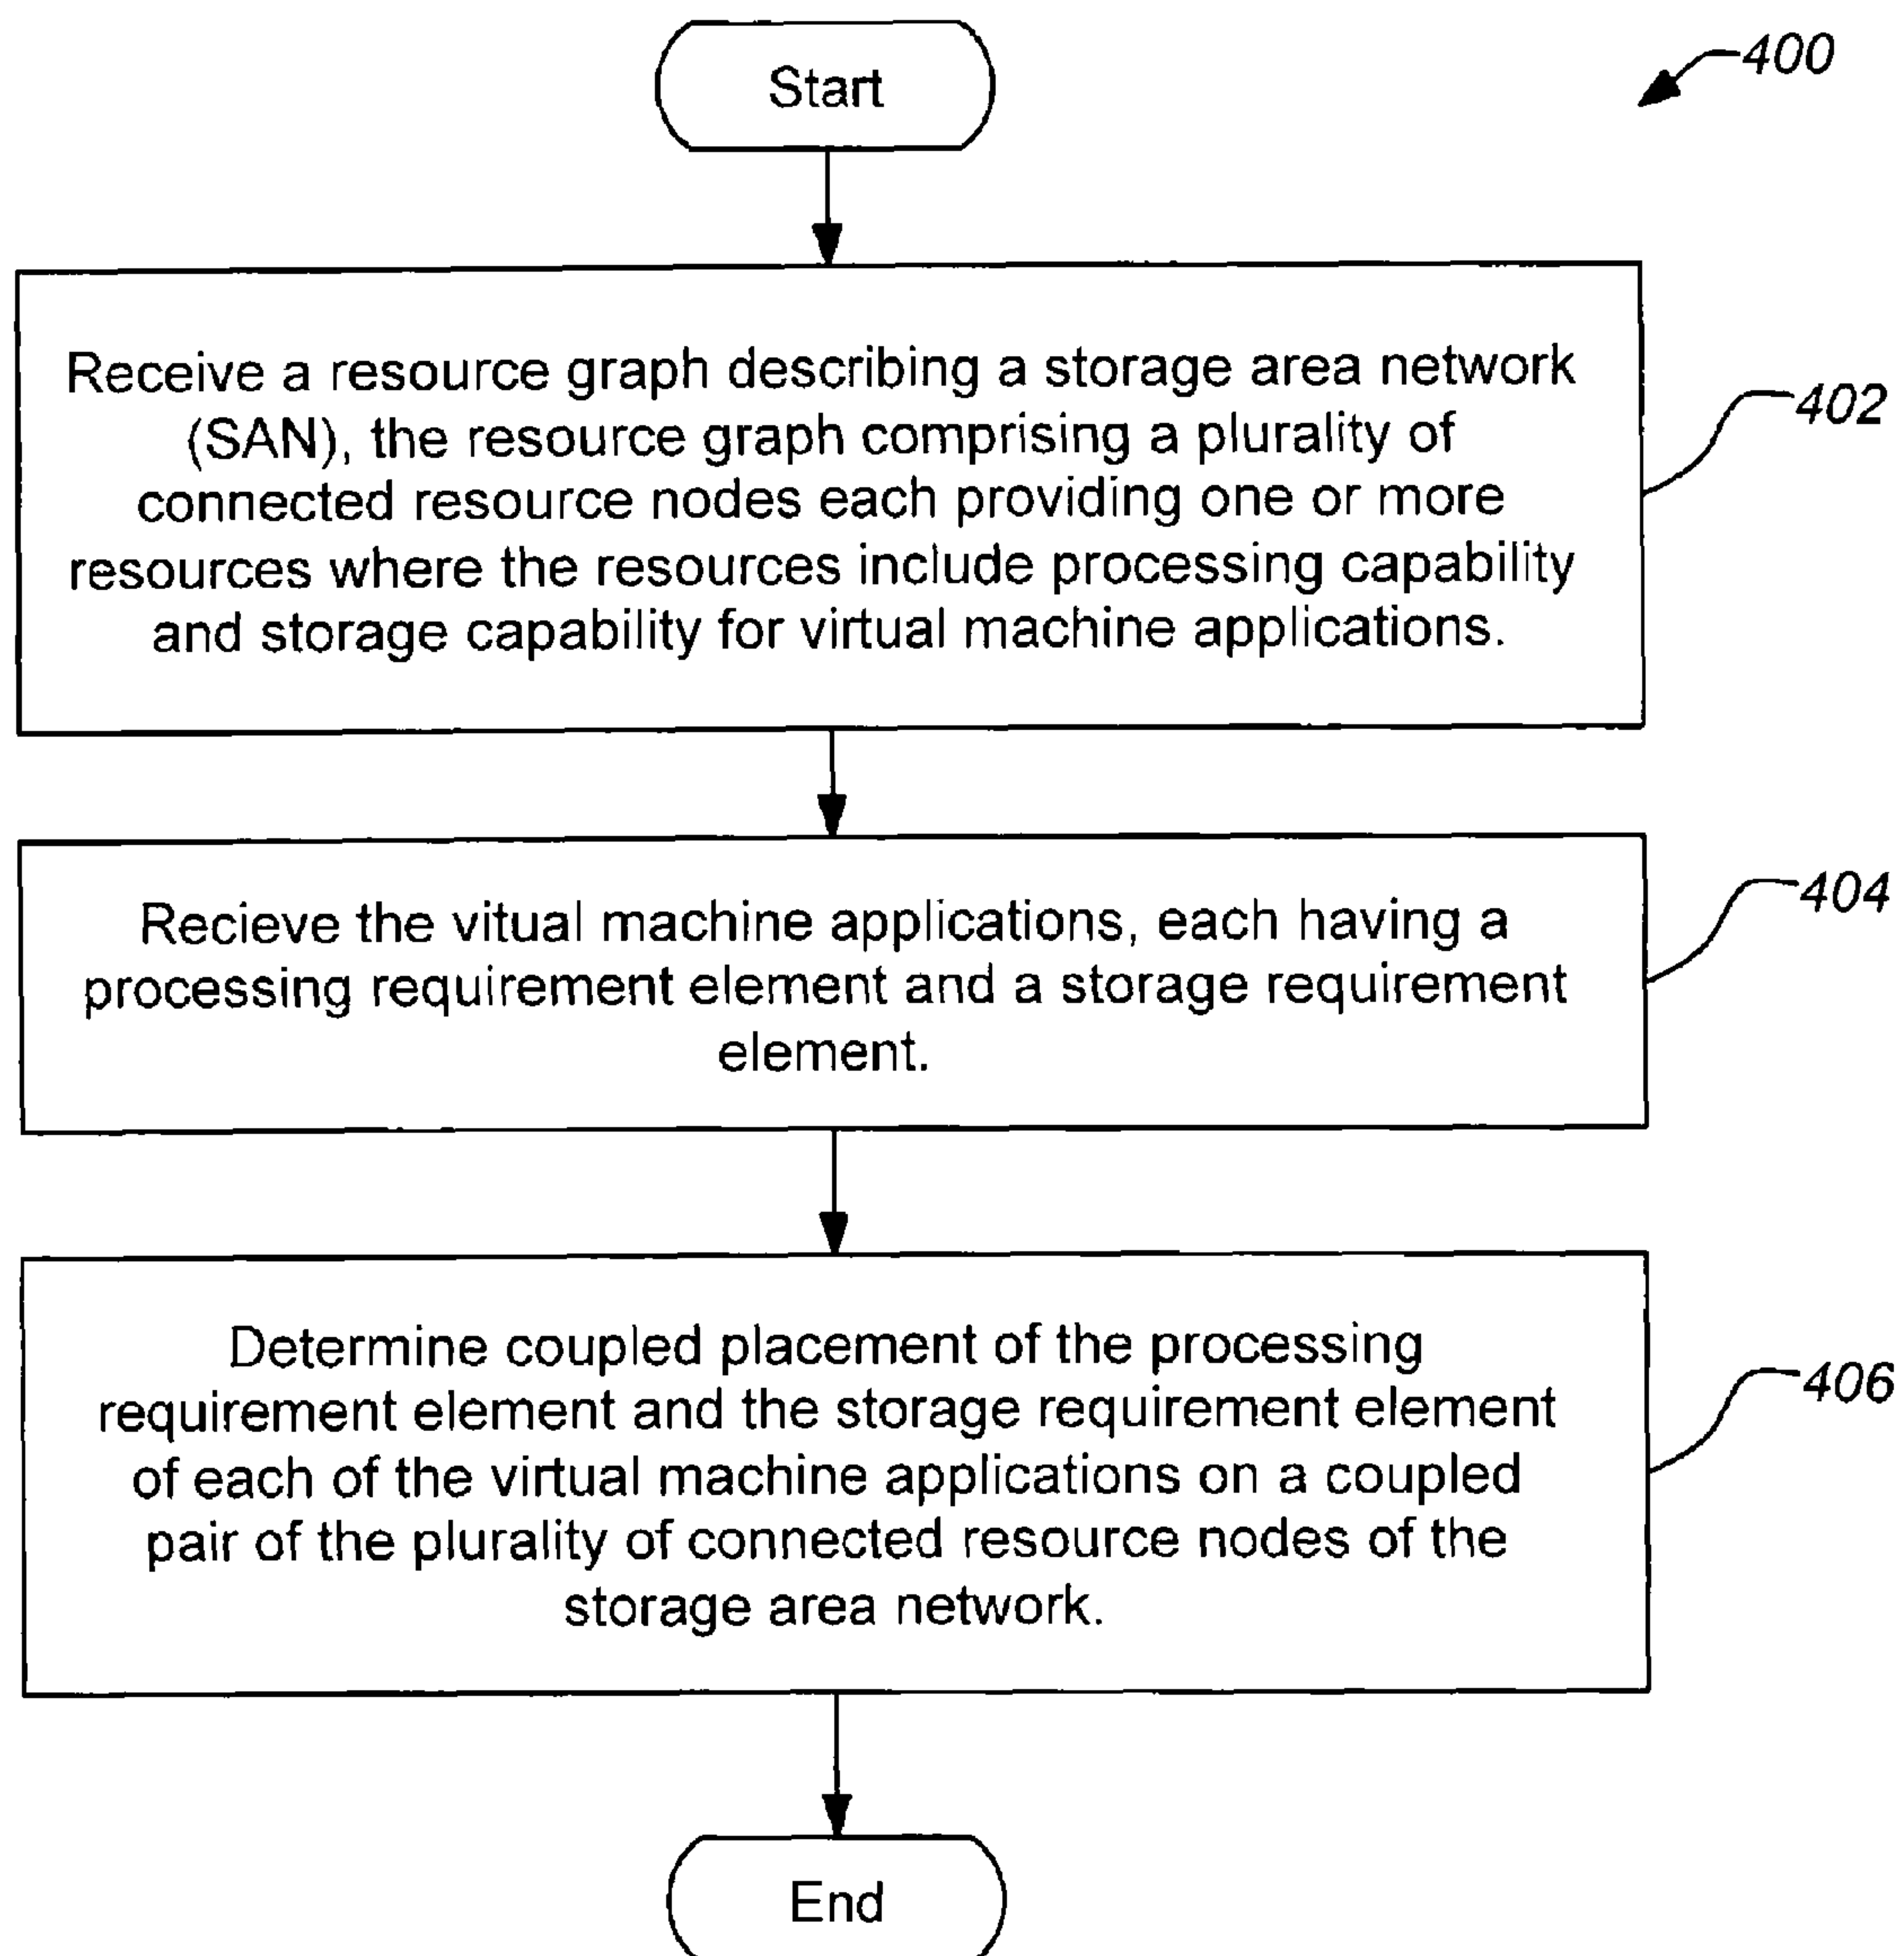 Start
400
Receive a resource graph describing a storage area network
(SAN), the resource graph comprising a plurality of
connected resource nodes each providing one or more
resources where the resources include processing capability
and storage capability for virtual machine applications.
402
Recieve the vitual machine applications, each having a
processing requirement element and a storage requirement
element.
404
Determine coupled placement of the processing
requirement element and the storage requirement element
of each of the virtual machine applications on a coupled
pair of the plurality of connected resource nodes of the
storage area network.
406
End